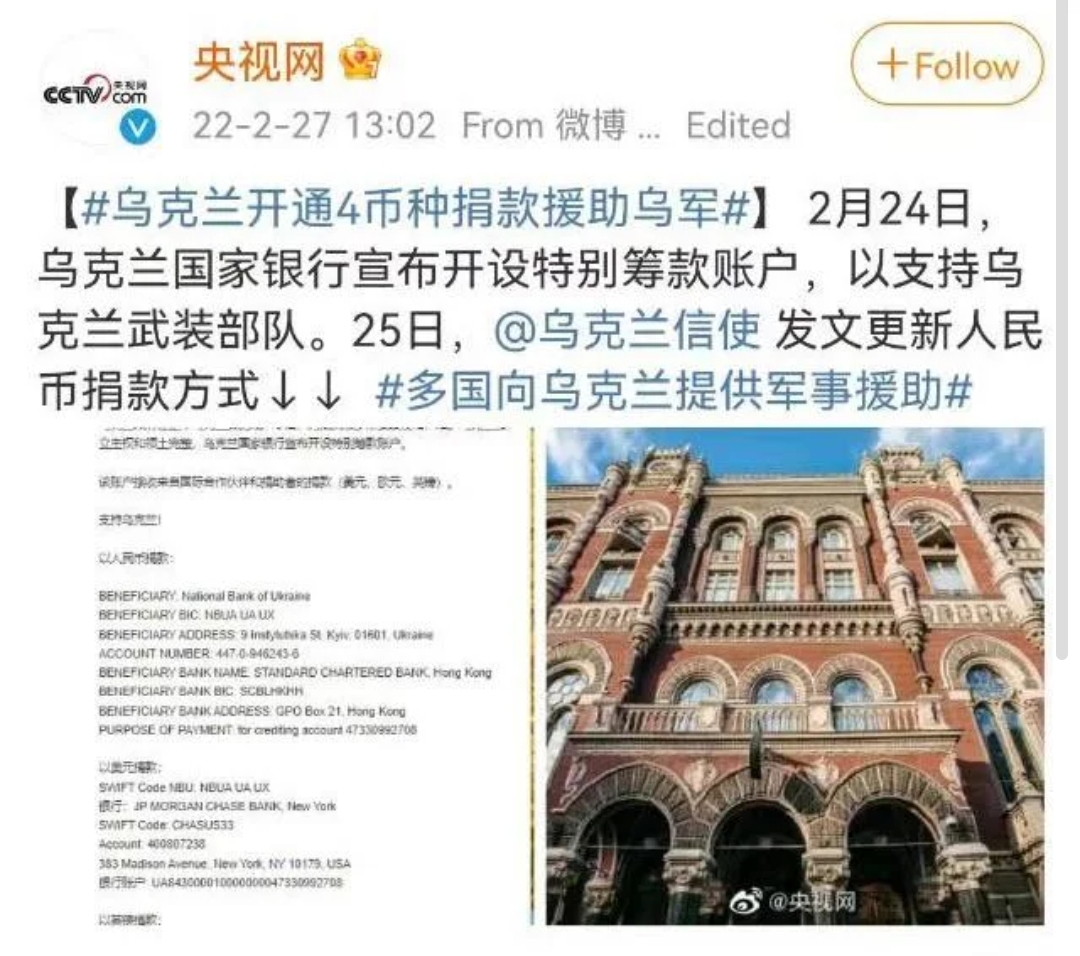 央视网
CCTV.com 央视网
+Follow
22-2-27 13:02 From 微博 ... Edited
【#乌克兰开通4币种捐款援助乌军#】 2月24日，
乌克兰国家银行宣布开设特别筹款账户，以支持乌
克兰武装部队。25日，@乌克兰信使 发文更新人民
币捐款方式↓↓ #多国向乌克兰提供军事援助#
立主权和领土完整，乌克兰国家银行宣布开设特别筹款账户。
该账户接收来自国际合作伙伴和捐助者的捐款（美元、欧元、英镑）。
支持乌克兰!
以人民币捐款:
BENEFICIARY: National Bank of Ukraine
BENEFICIARY BIC: NBUA UA UX
BENEFICIARY ADDRESS: 9 Instytutska St. Kyiv, 01601, Ukraine
ACCOUNT NUMBER: 447-0-946243-6
BENEFICIARY BANK NAME: STANDARD CHARTERED BANK, Hong Kong
BENEFICIARY BANK BIC: SCBLHKHH
BENEFICIARY BANK ADDRESS: GPO Box 21, Hong Kong
PURPOSE OF PAYMENT: for crediting account 47330992708
以美元捐款:
SWIFT Code NBU: NBUA UA UX
银行: JP MORGAN CHASE BANK, New York
SWIFT Code: CHASUS33
Account: 400807238
383 Madison Avenue, New York, NY 10179, USA
银行账户: UA843000010000000047330992708
以英镑捐款:
@央视网